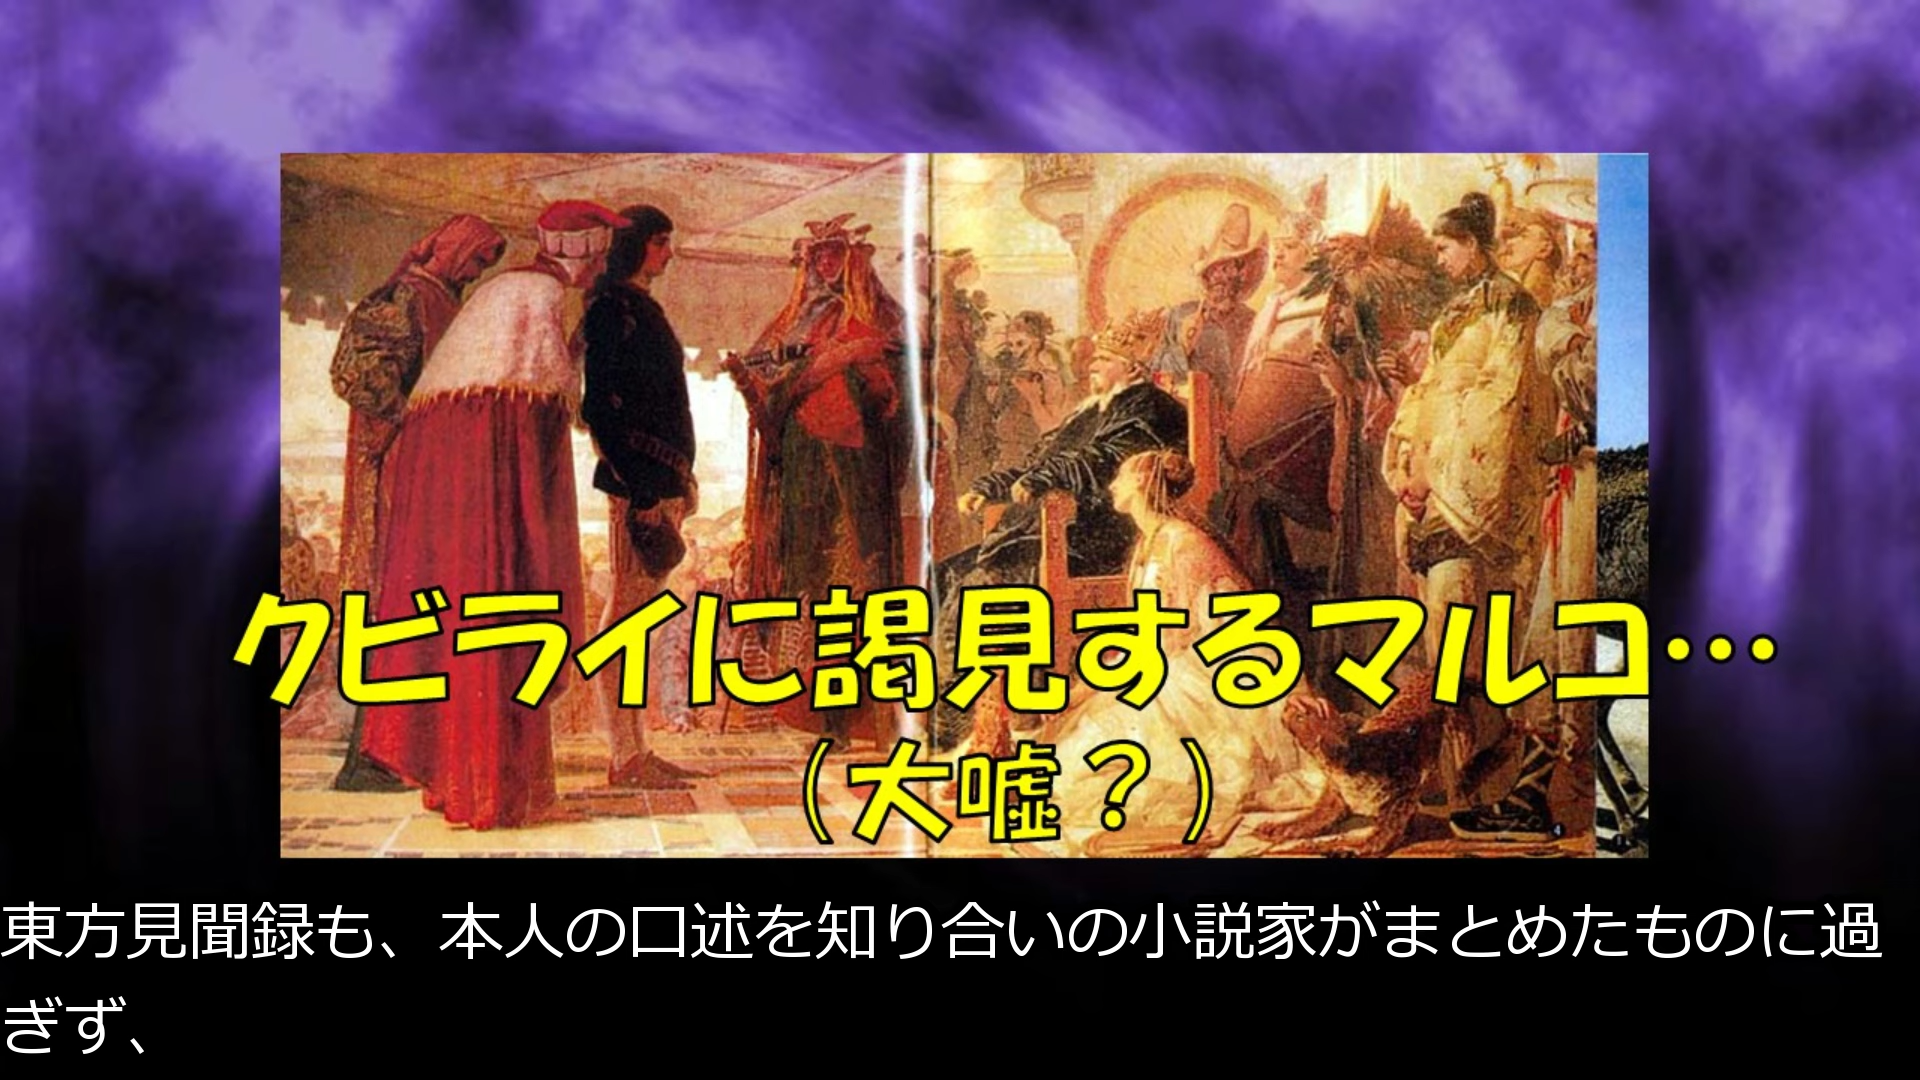 クビライに謁見するマルコ…
（大嘘？）
東方見聞録も、本人の口述を知り合いの小説家がまとめたものに過
ぎず、